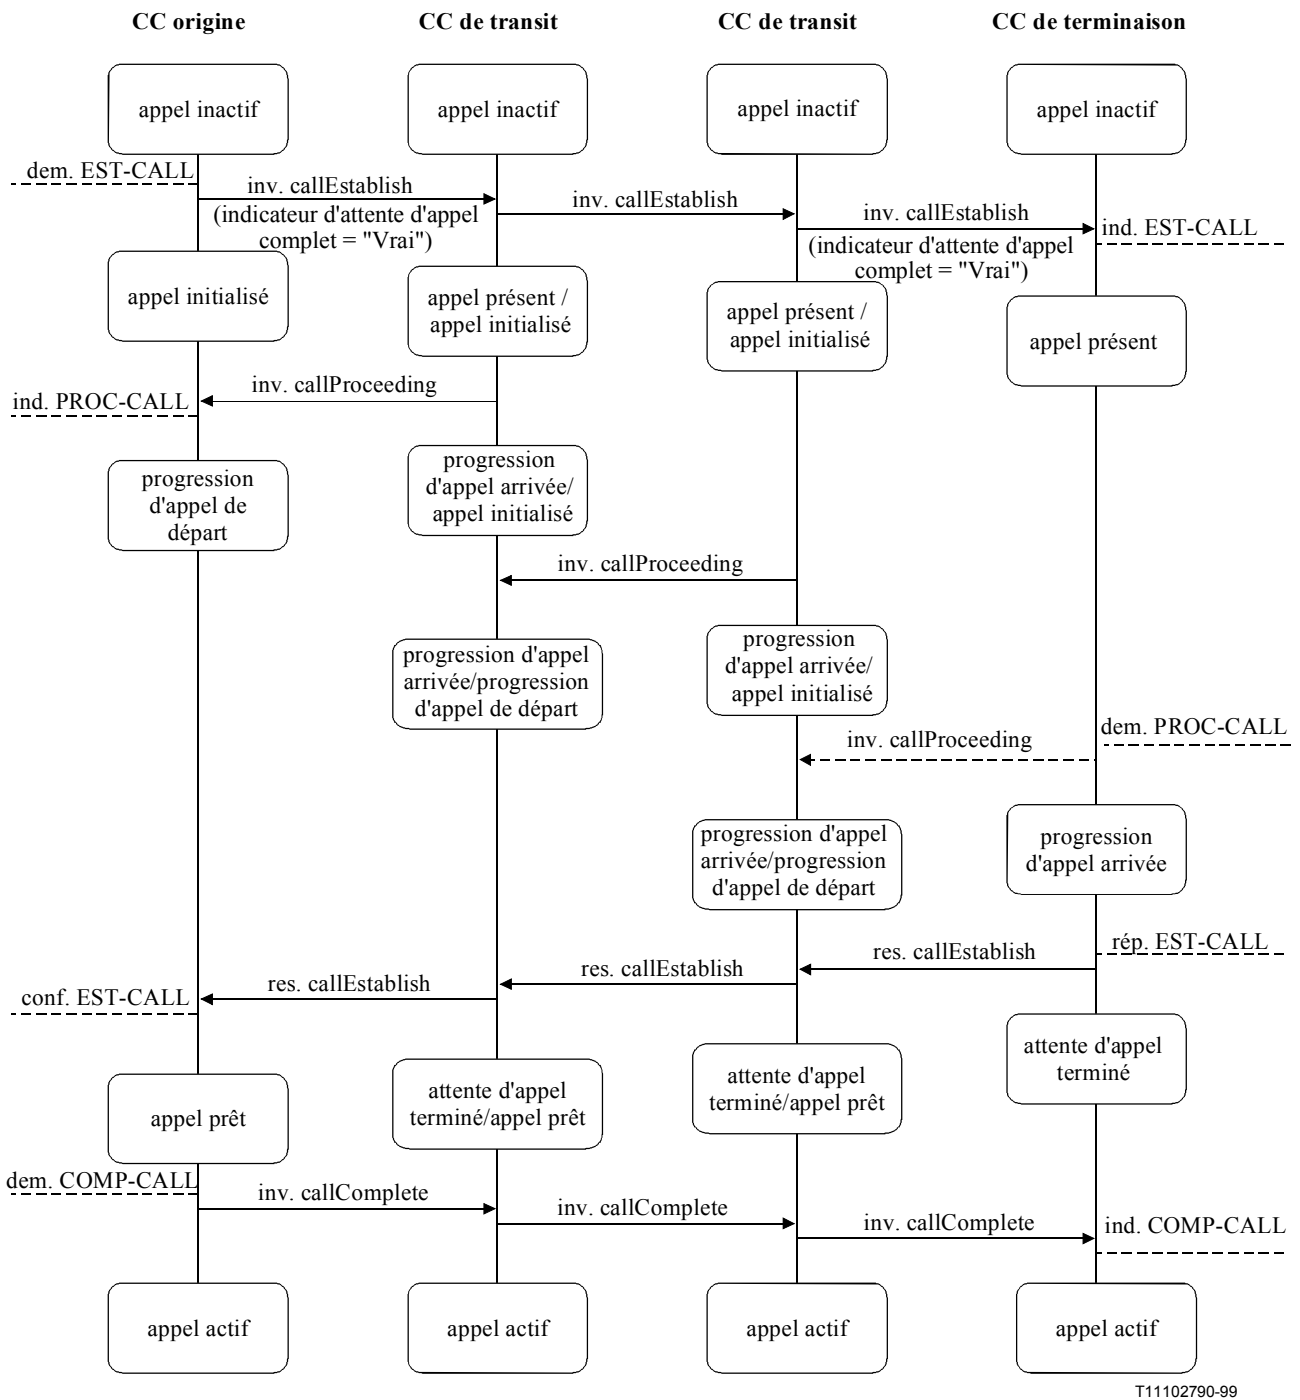 CC origine
CC de transit
CC de transit
CC de terminaison
appel inactif
appel inactif
appel inactif
appel inactif
dem. EST-CALL
inv. callEstablish
(indicateur d'attente d'appel
complet = "Vrai")
inv. callEstablish
inv. callEstablish
(indicateur d'attente d'appel
complet = "Vrai")
ind. EST-CALL
appel initialisé
appel présent /
appel initialisé
appel présent /
appel initialisé
appel présent
inv. callProceeding
ind. PROC-CALL
progression
d'appel de
départ
progression
d'appel arrivée/
appel initialisé
inv. callProceeding
progression d'appel
arrivée/progression
d'appel de départ
progression
d'appel arrivée/
appel initialisé
dem. PROC-CALL
inv. callProceeding
progression d'appel
arrivée/progression
d'appel de départ
progression
d'appel arrivée
rép. EST-CALL
res. callEstablish
res. callEstablish
res. callEstablish
conf. EST-CALL
appel prêt
attente d'appel
terminé/appel prêt
attente d'appel
terminé/appel prêt
attente d'appel
terminé
dem. COMP-CALL
inv. callComplete
inv. callComplete
inv. callComplete
ind. COMP-CALL
appel actif
appel actif
appel actif
appel actif
T11102790-99